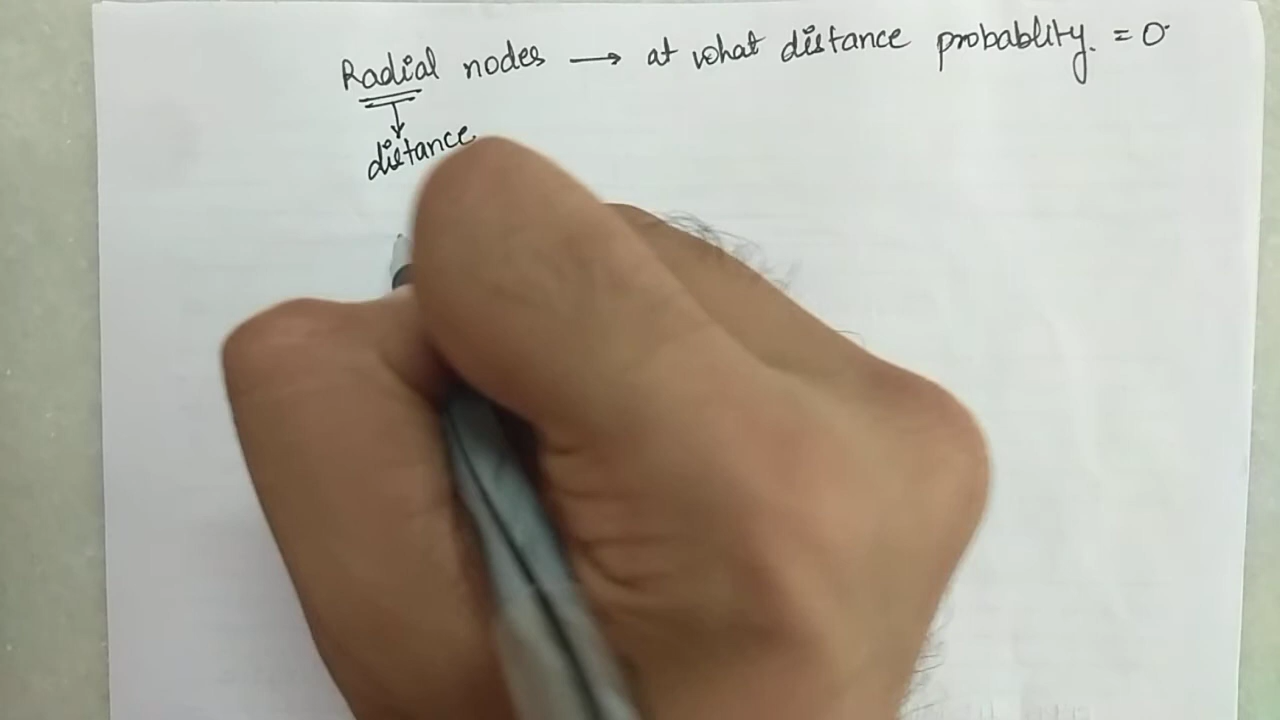 Radial nodes → at what distance probablity. = 0
distance